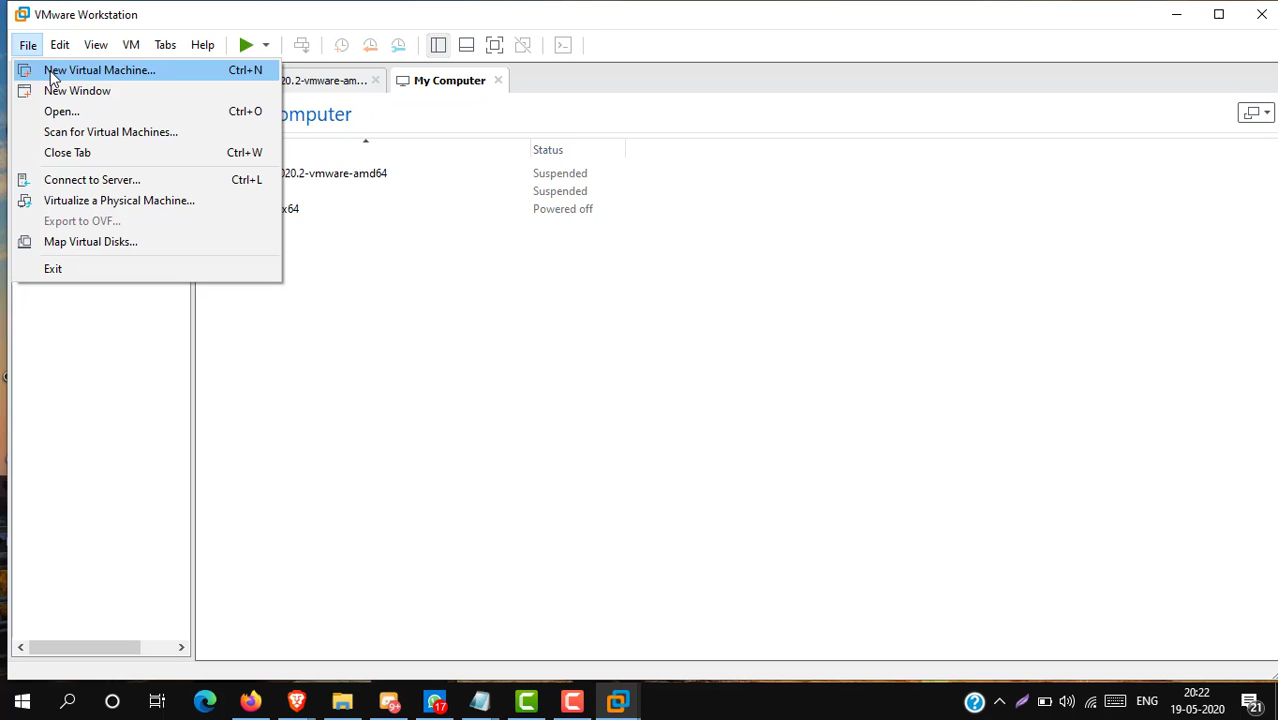 VMware Workstation
File Edit View VM Tabs Help
New Virtual Machine... Ctrl+N
New Window
Open... Ctrl+O
Scan for Virtual Machines...
Close Tab Ctrl+W
Connect to Server... Ctrl+L
Virtualize a Physical Machine...
Export to OVF...
Map Virtual Disks...
Exit
20.2-vmware-am... My Computer
omputer
Status
020.2-vmware-amd64 Suspended
Suspended
x64 Powered off
17
ENG
20:22
19-05-2020
21